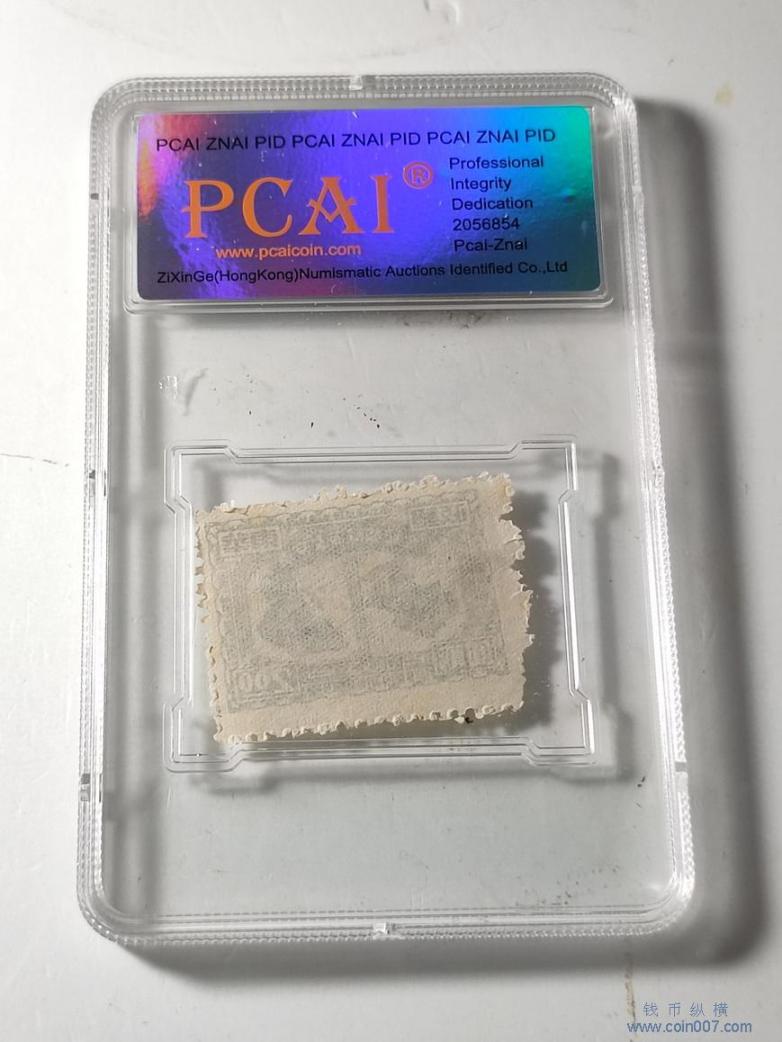 PCAI ZNAI PID PCAI ZNAI PID PCAI ZNAI PID
PCAI®
Professional
Integrity
Dedication
2056854
Pcai-Znai
www.pcaicoin.com
ZiXinGe(HongKong)Numismatic Auctions Identified Co.,Ltd
钱币纵横
www.coin007.com